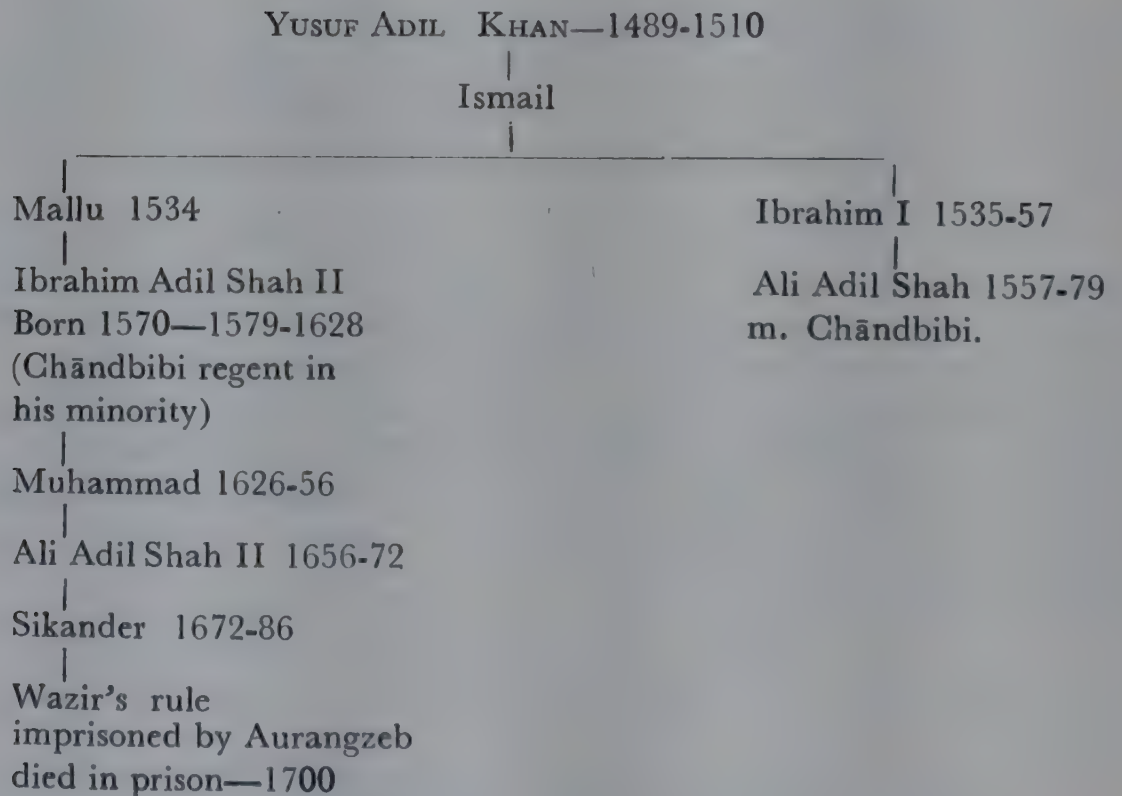 YUSUF ADIL KHAN—1489-1510
Ismail
Mallu 1534
Ibrahim Adil Shah II
Born 1570—1579-1628
(Chāndbibi regent in
his minority)
Muhammad 1626-56
Ali Adil Shah II 1656-72
Sikander 1672-86
Wazir's rule
imprisoned by Aurangzeb
died in prison—1700
Ibrahim I 1535-57
Ali Adil Shah 1557-79
m. Chāndbibi.